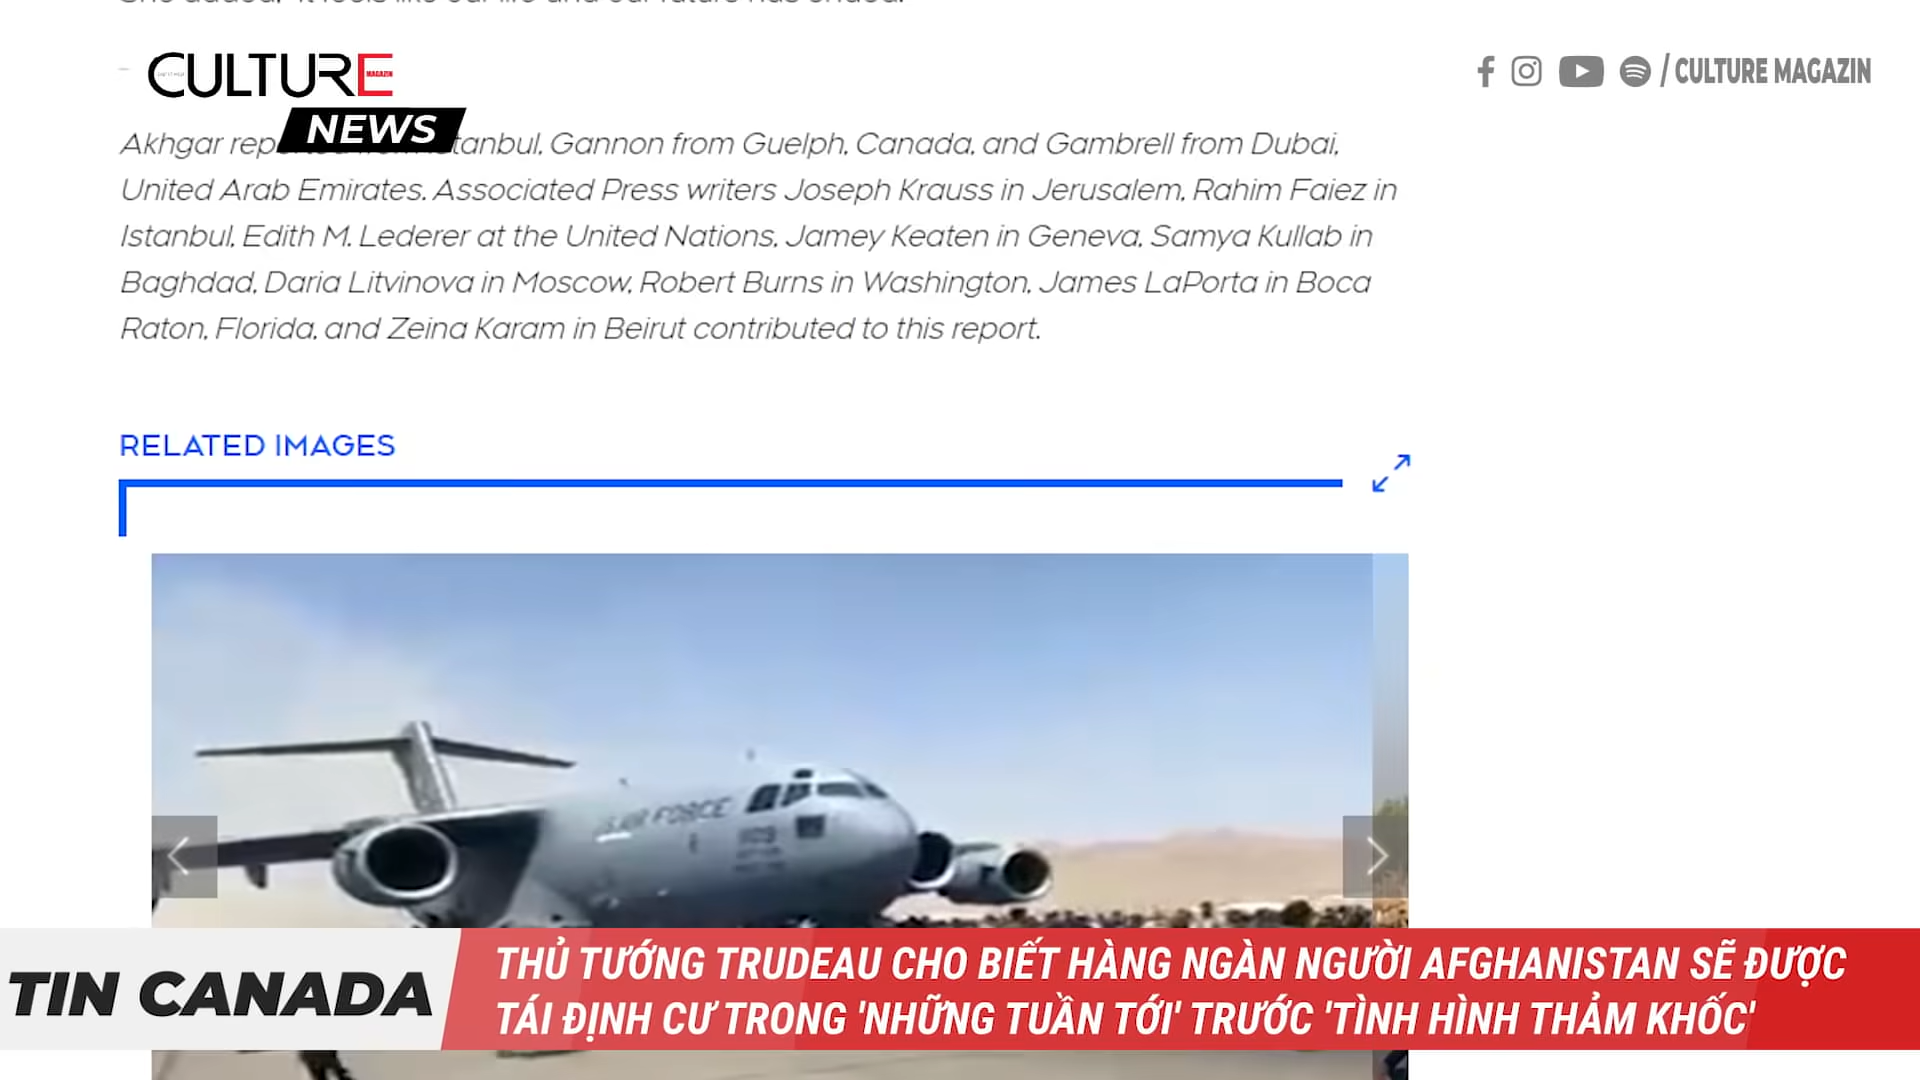 CULTURE
MAGAZIN
NEWS
/ CULTURE MAGAZIN
Akhgar reported from Istanbul, Gannon from Guelph, Canada, and Gambrell from Dubai,
United Arab Emirates. Associated Press writers Joseph Krauss in Jerusalem, Rahim Faiez in
Istanbul, Edith M. Lederer at the United Nations, Jamey Keaten in Geneva, Samya Kullab in
Baghdad, Daria Litvinova in Moscow, Robert Burns in Washington, James LaPorta in Boca
Raton, Florida, and Zeina Karam in Beirut contributed to this report.
RELATED IMAGES
AIR FORCE
TIN CANADA
THỦ TƯỚNG TRUDEAU CHO BIẾT HÀNG NGÀN NGƯỜI AFGHANISTAN SẼ ĐƯỢC
TÁI ĐỊNH CƯ TRONG 'NHỮNG TUẦN TỚI' TRƯỚC 'TÌNH HÌNH THẢM KHỐC'